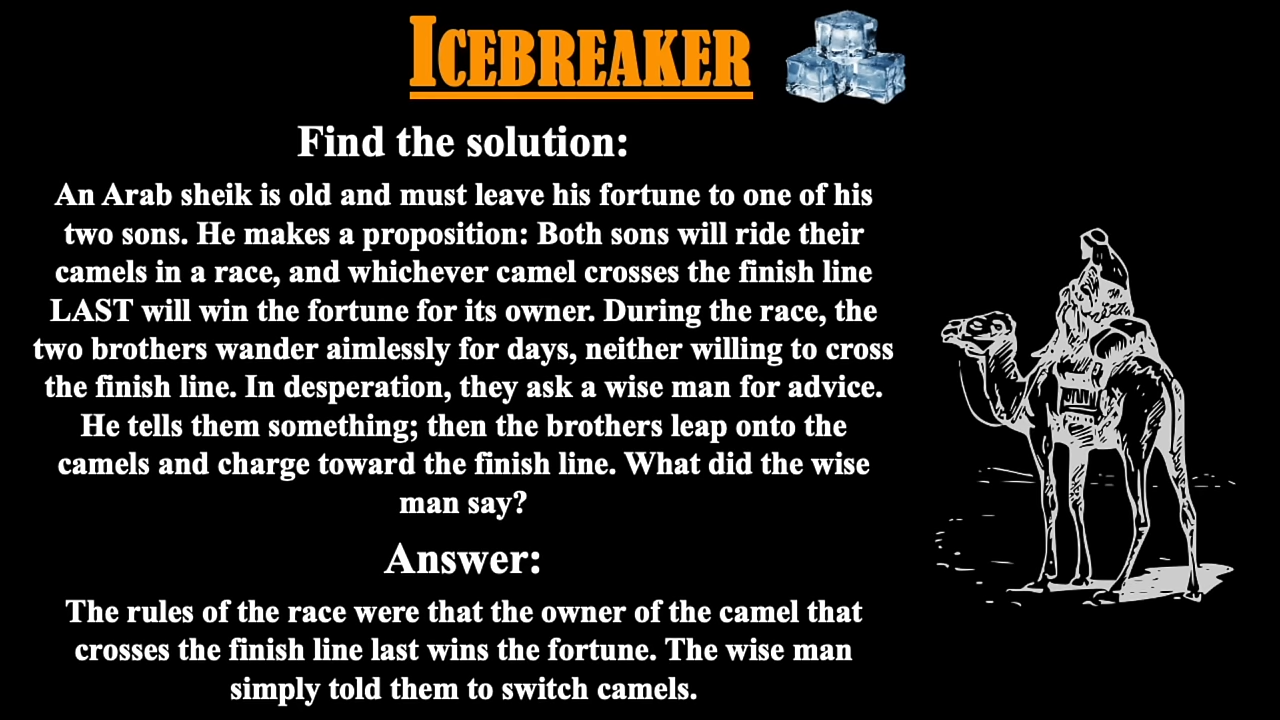 ICEBREAKER
Find the solution:
An Arab sheik is old and must leave his fortune to one of his
two sons. He makes a proposition: Both sons will ride their
camels in a race, and whichever camel crosses the finish line
LAST will win the fortune for its owner. During the race, the
two brothers wander aimlessly for days, neither willing to cross
the finish line. In desperation, they ask a wise man for advice.
He tells them something; then the brothers leap onto the
camels and charge toward the finish line. What did the wise
man say?
Answer:
The rules of the race were that the owner of the camel that
crosses the finish line last wins the fortune. The wise man
simply told them to switch camels.